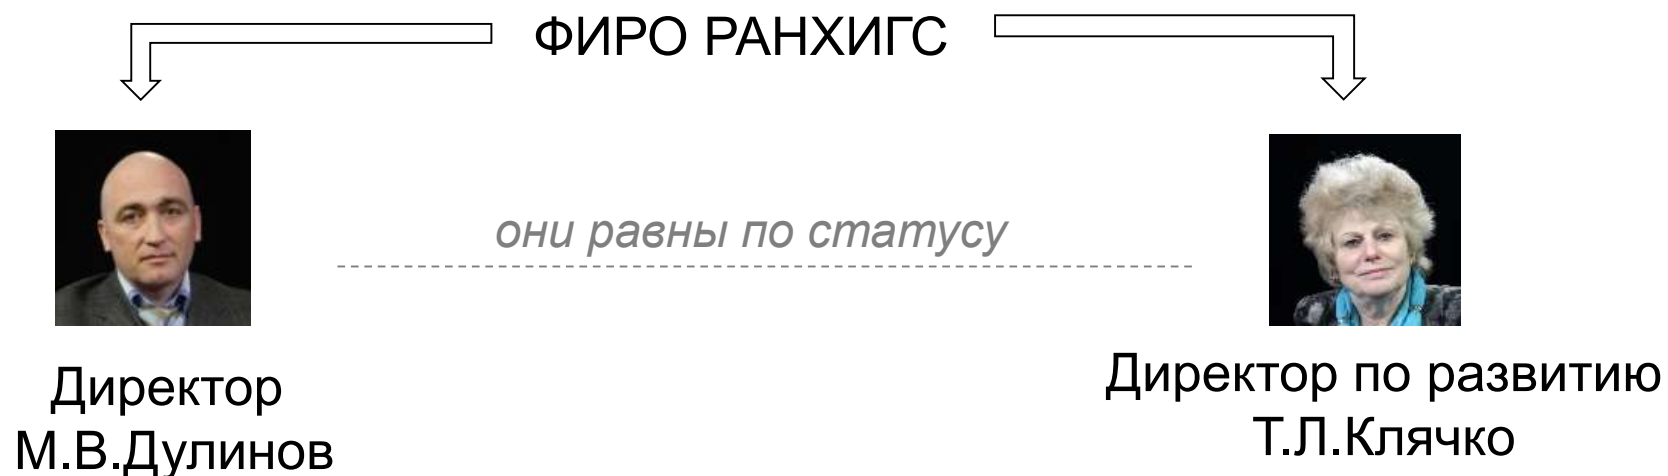 ФИРО РАНХИГС
они равны по статусу
Директор
М.В.Дулинов
Директор по развитию
Т.Л.Клячко